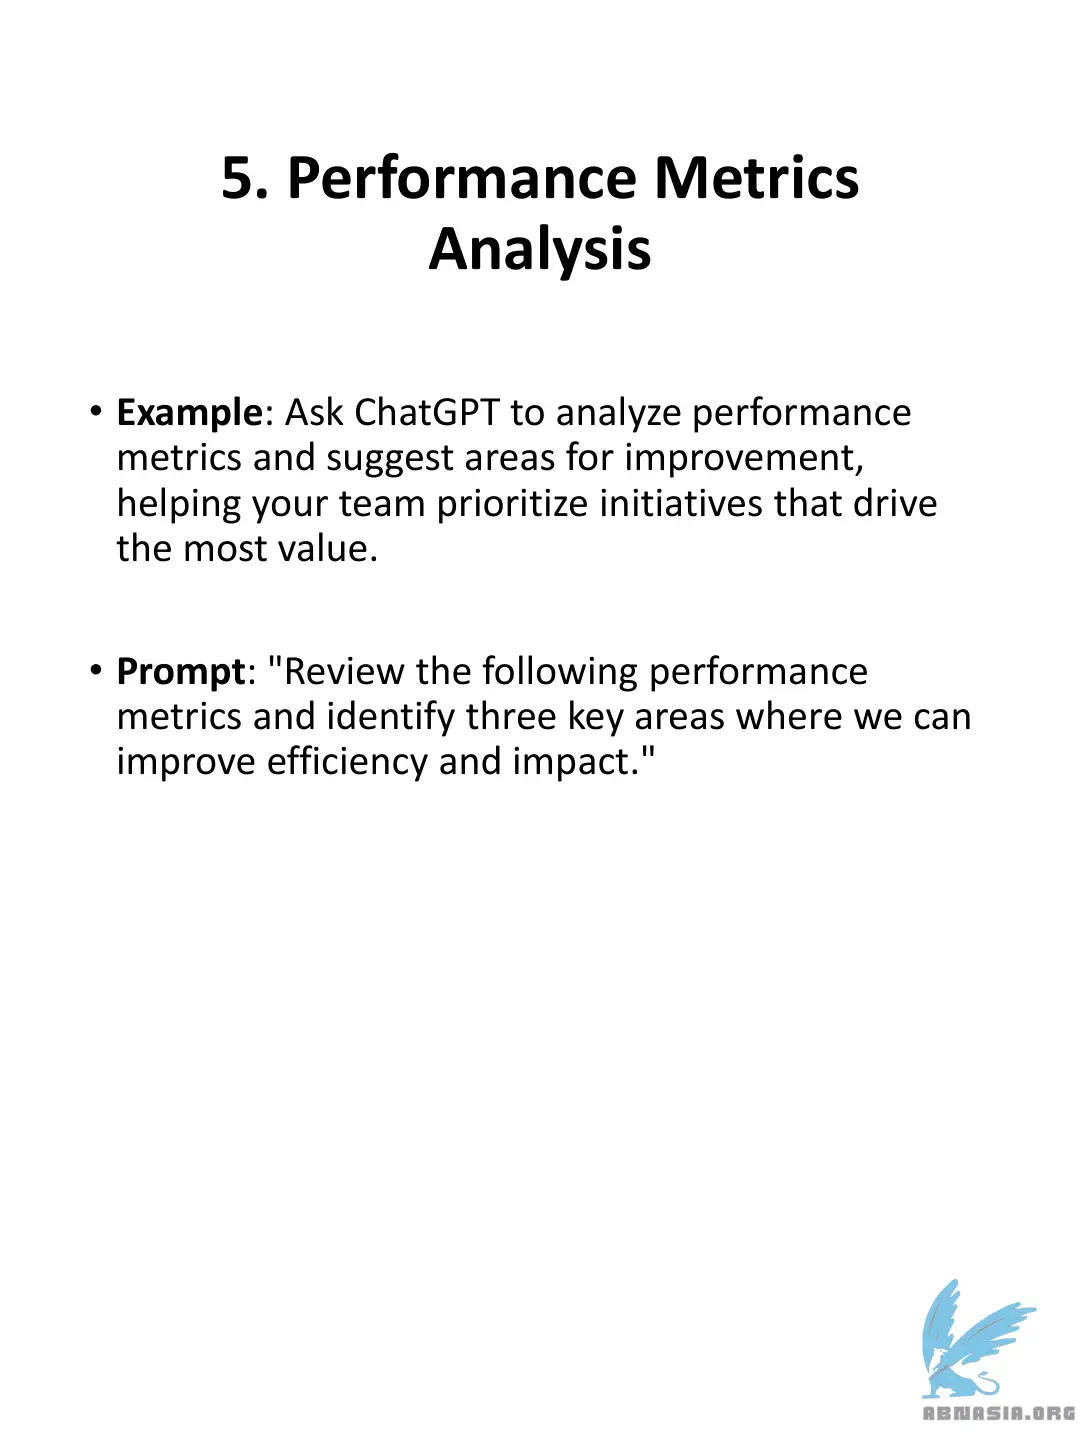 5. Performance Metrics
Analysis
• Example: Ask ChatGPT to analyze performance
metrics and suggest areas for improvement,
helping your team prioritize initiatives that drive
the most value.
• Prompt: "Review the following performance
metrics and identify three key areas where we can
improve efficiency and impact."
ABNASIA.ORG